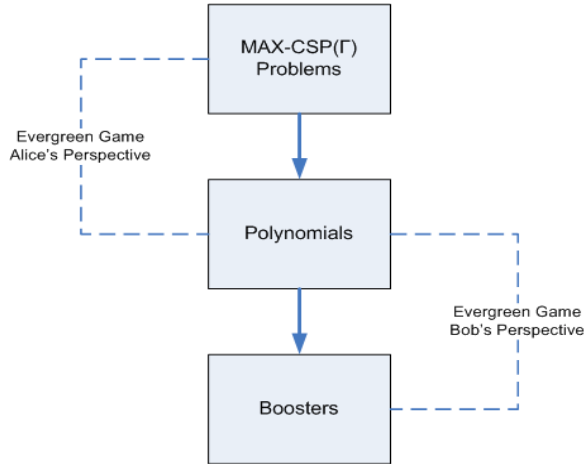 MAX-CSP(Γ)
Problems
Evergreen Game
Alice's Perspective
Polynomials
Evergreen Game
Bob's Perspective
Boosters